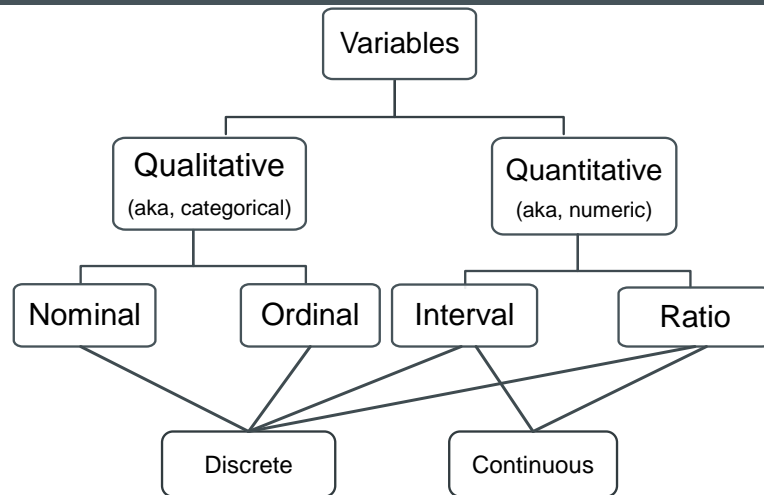 Variables
Qualitative
(aka, categorical)
Quantitative
(aka, numeric)
Nominal
Ordinal
Interval
Ratio
Discrete
Continuous